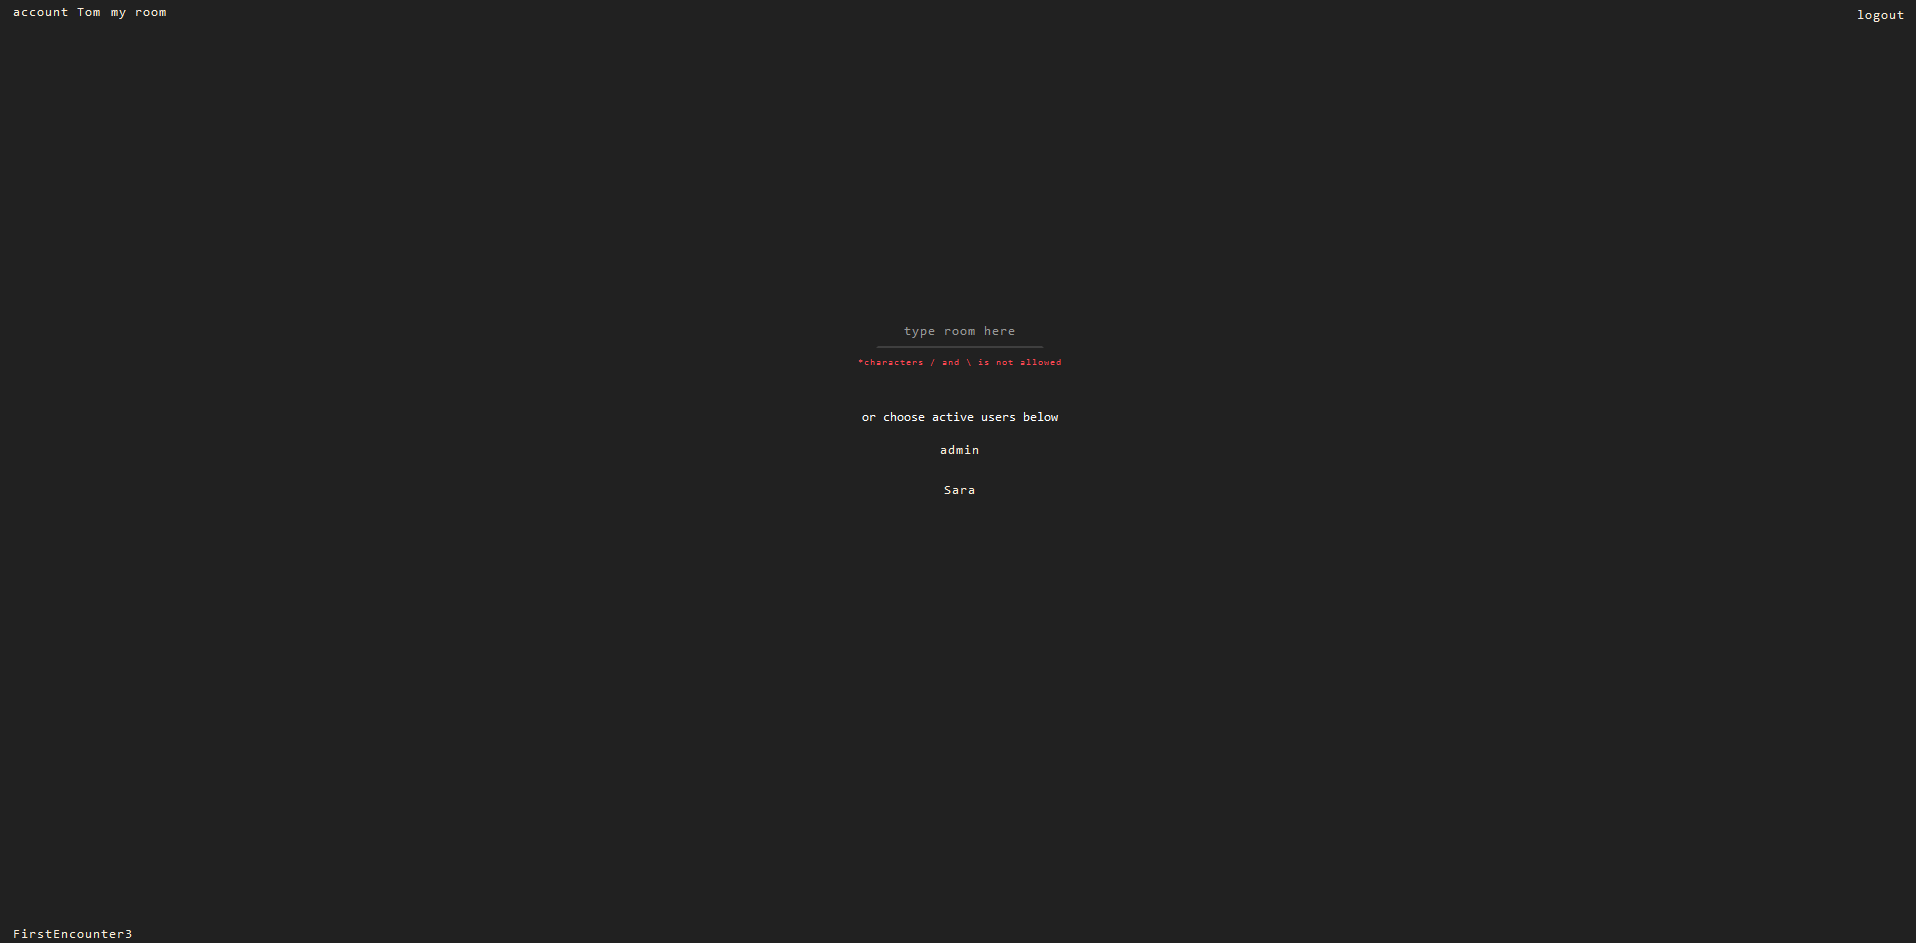 account Tom my room
logout
type room here
*characters / and \ is not allowed
or choose active users below
admin
Sara
FirstEncounter3